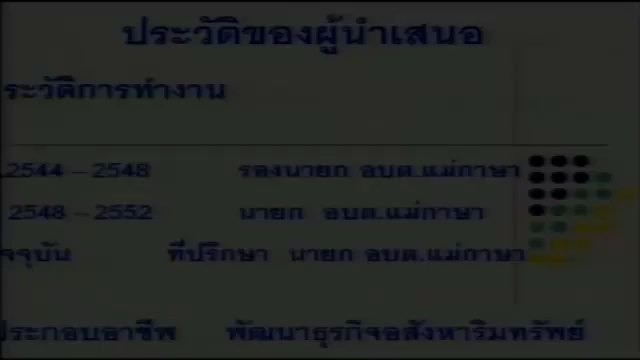 ประวัติของผู้นำเสนอ
ระวัติการทำงาน
.2544 – 2548 รองนายก อบต.แม่กาษา
2548 – 2552 นายก อบต.แม่กาษา
จจุบัน ที่ปรึกษา นายก อบต.แม่กาษา
ประกอบอาชีพ พัฒนาธุรกิจอสังหาริมทรัพย์